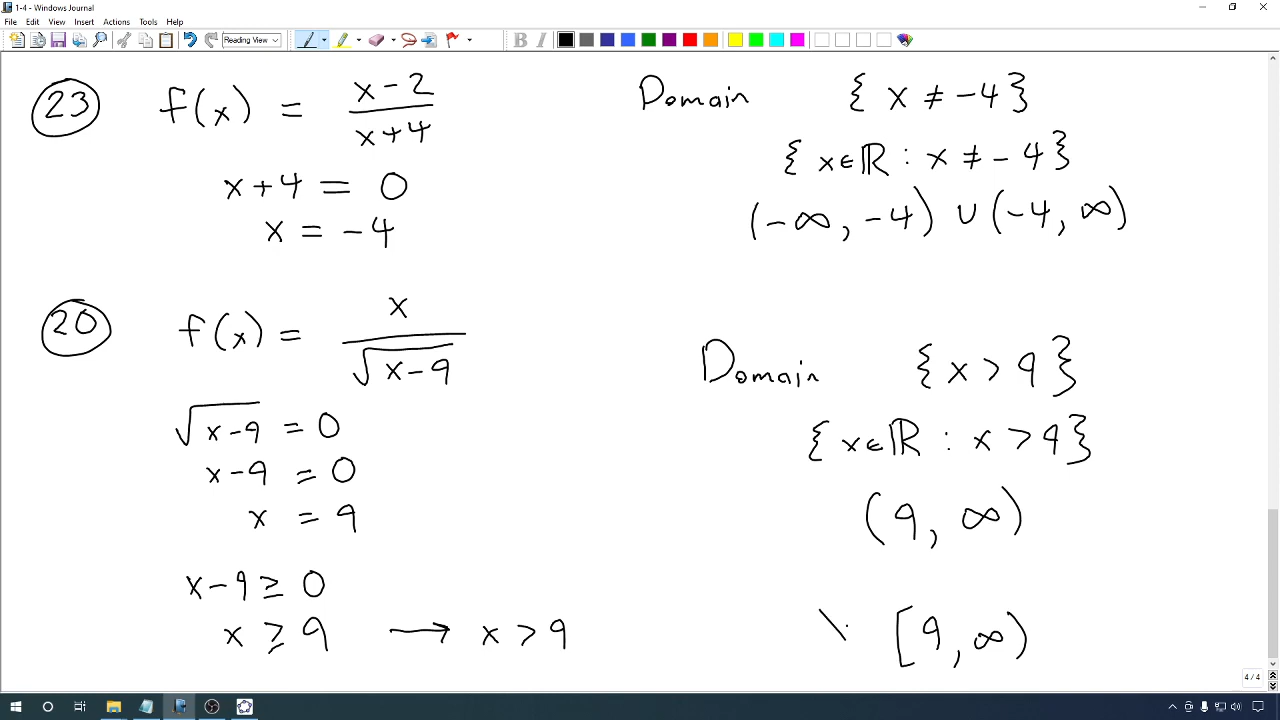 1-4 - Windows Journal
File Edit View Insert Actions Tools Help
Reading View B I
23 f(x) = x-2 / x+4 Domain { x ≠ -4 }
{ x∈ℝ : x ≠ -4 }
x+4 = 0
x = -4 (-∞, -4) ∪ (-4, ∞)
20 f(x) = x / √(x-9) Domain { x > 9 }
√(x-9) = 0 { x∈ℝ : x > 9 }
x-9 = 0
x = 9 (9, ∞)
x-9 ≥ 0
x ≥ 9 → x > 9 [9, ∞)
4 / 4